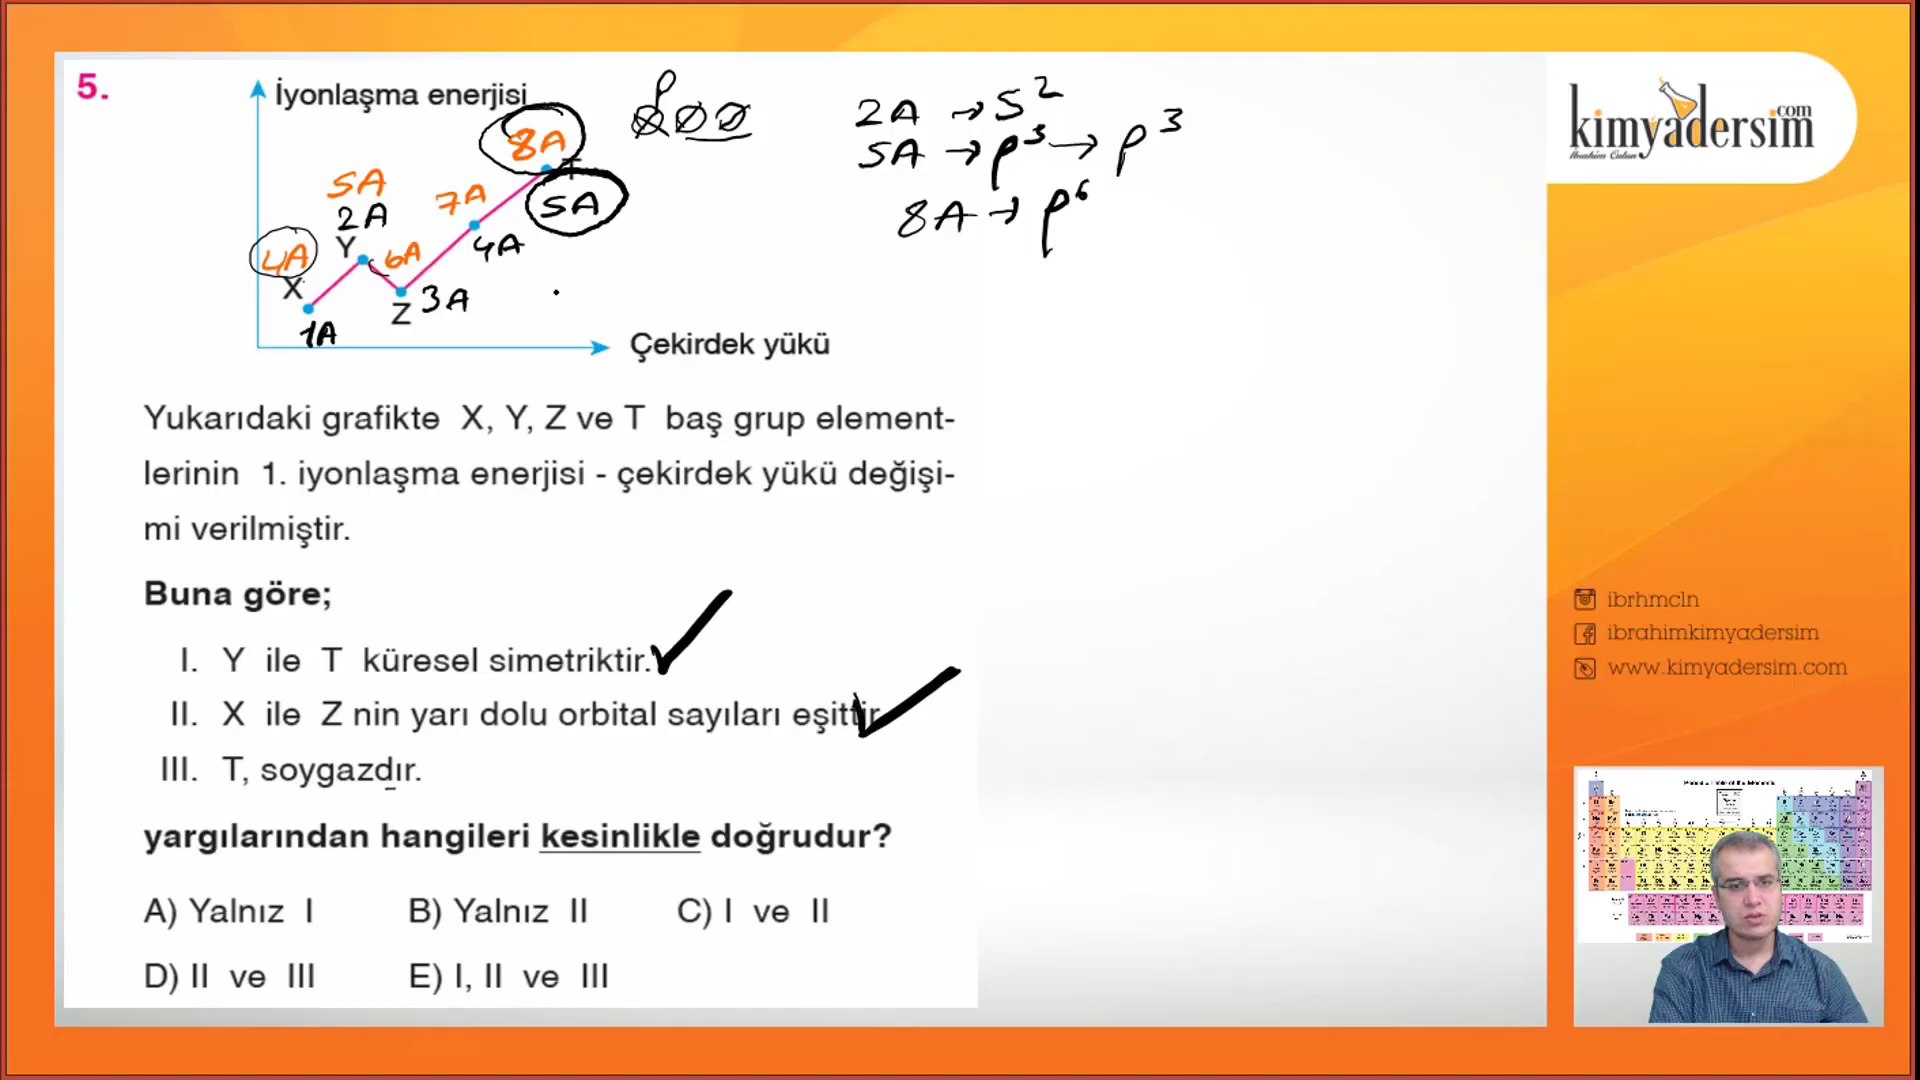 5.
İyonlaşma enerjisi
8A
5A
2A
7A
5A
4A
Y
6A
4A
X
Z
3A
1A
Çekirdek yükü
2A → S²
5A → p³ → p³
8A → p⁶
Yukarıdaki grafikte X, Y, Z ve T baş grup element-
lerinin 1. iyonlaşma enerjisi - çekirdek yükü değişi-
mi verilmiştir.
Buna göre;
I. Y ile T küresel simetriktir.
II. X ile Z nin yarı dolu orbital sayıları eşittir
III. T, soygazdır.
yargılarından hangileri kesinlikle doğrudur?
A) Yalnız I
B) Yalnız II
C) I ve II
D) II ve III
E) I, II ve III
kimyadersim.com
ibrhmcln
ibrahimkimyadersim
www.kimyadersim.com